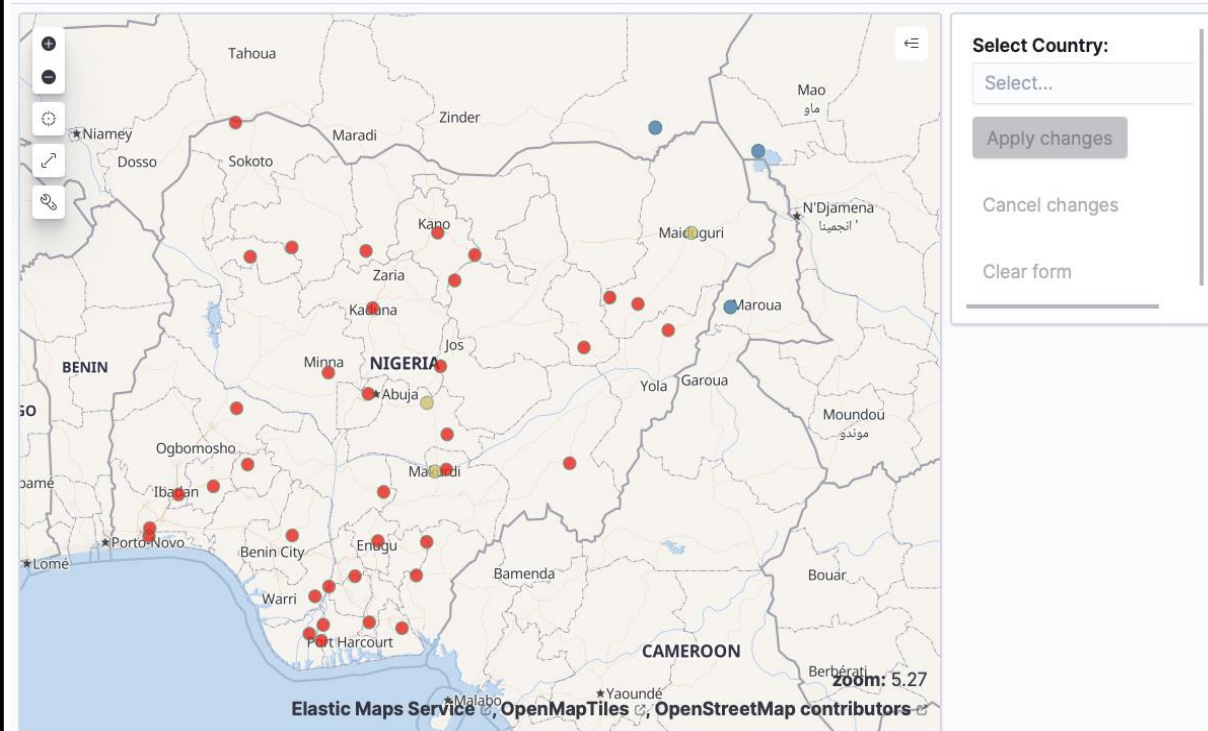 Tahoua
Mao
ماو
Zinder
Niamey
Maradi
Dosso
Sokoto
N'Djamena
انجمينا '
Kano
Maiduguri
Zaria
Kaduna
Maroua
Jos
Minna
NIGERIA
BENIN
Abuja
Yola
Garoua
GO
Moundou
موندو
Ogbomosho
Makurdi
Ibadan
bamé
Porto-Novo
Benin City
Enugu
Lomé
Bamenda
Bouar
Warri
Port Harcourt
CAMEROON
Berbérati
zoom: 5.27
Malabo
Yaoundé
Elastic Maps Service, OpenMapTiles, OpenStreetMap contributors
Select Country:
Select...
Apply changes
Cancel changes
Clear form